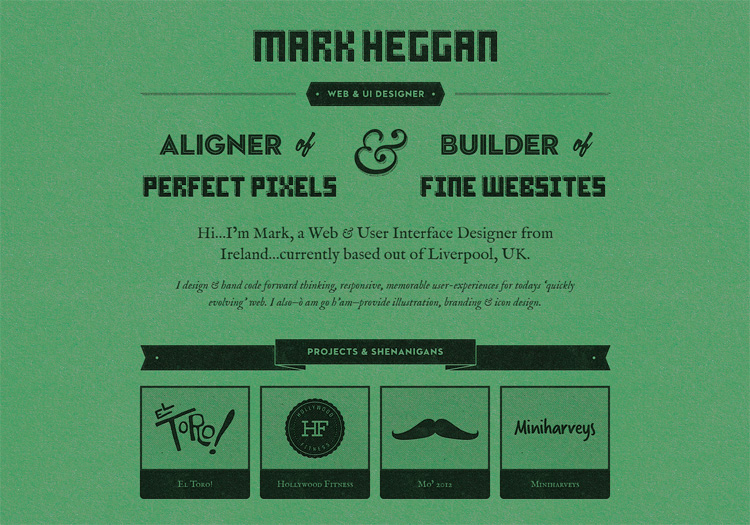 MARK HEGGAN
• WEB & UI DESIGNER •
ALIGNER of
PERFECT PIXELS
&
BUILDER of
FINE WEBSITES
Hi...I'm Mark, a Web & User Interface Designer from
Ireland...currently based out of Liverpool, UK.
I design & hand code forward thinking, responsive, memorable user-experiences for todays 'quickly
evolving' web. I also—ò am go h'am—provide illustration, branding & icon design.
PROJECTS & SHENANIGANS
EL TORO!
El Toro!
HOLLYWOOD
HF
FITNESS
Hollywood Fitness
Mo' 2012
Miniharveys
Miniharveys